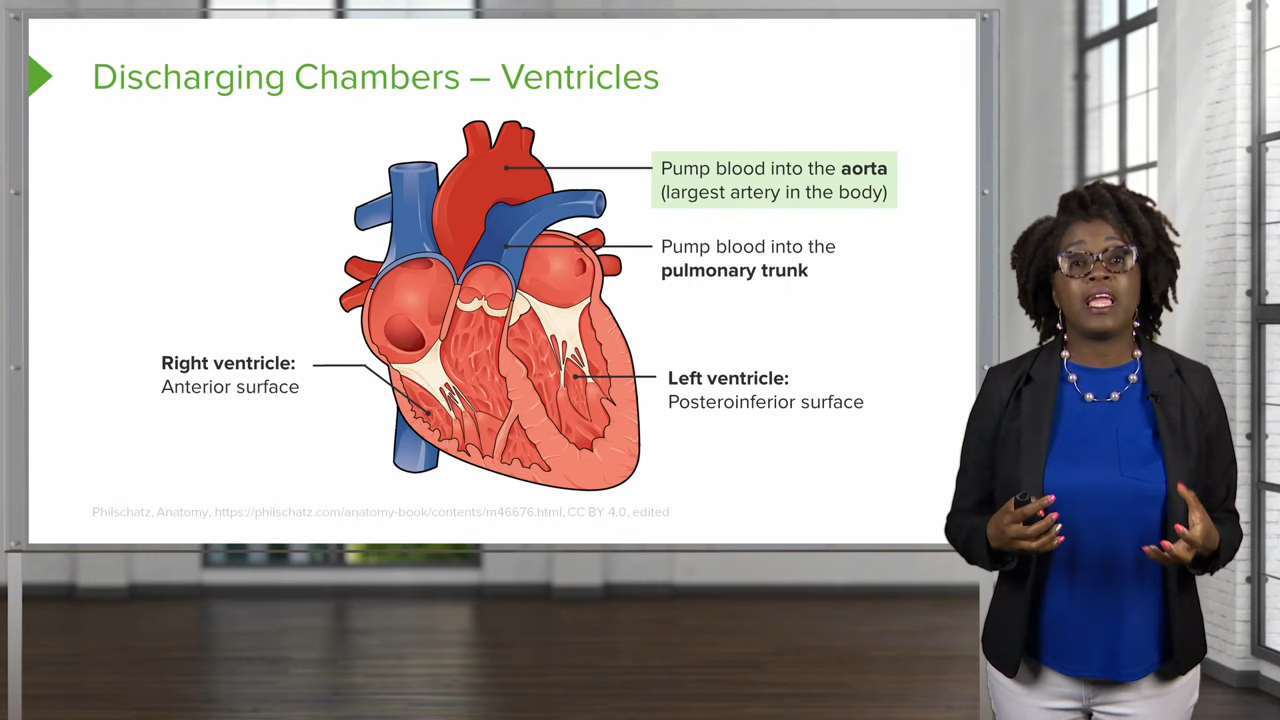 Discharging Chambers – Ventricles
Pump blood into the aorta
(largest artery in the body)
Pump blood into the
pulmonary trunk
Right ventricle:
Anterior surface
Left ventricle:
Posteroinferior surface
Philschatz, Anatomy, https://philschatz.com/anatomy-book/contents/m46676.html, CC BY 4.0, edited